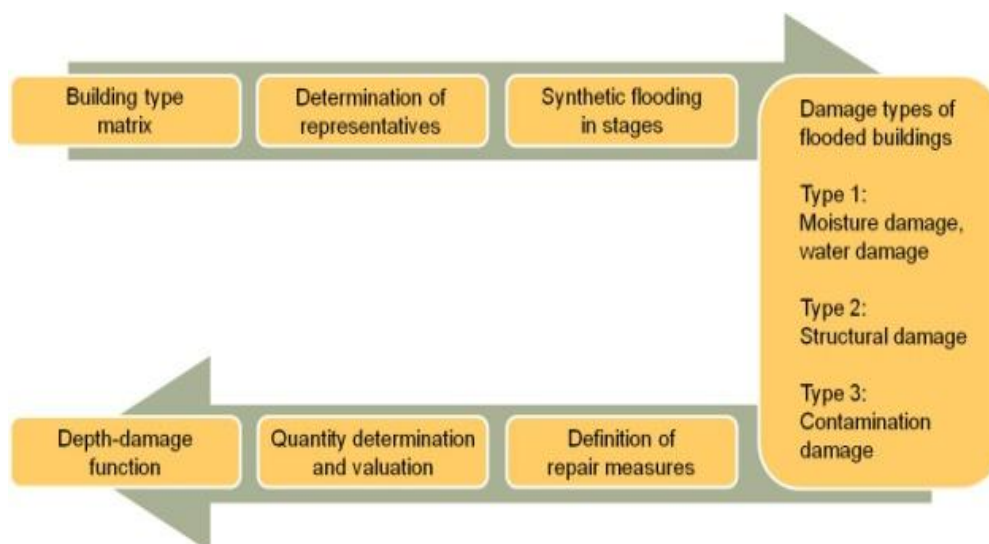 Building type
matrix
Determination of
representatives
Synthetic flooding
in stages
Damage types of
flooded buildings
Type 1:
Moisture damage,
water damage
Type 2:
Structural damage
Type 3:
Contamination
damage
Definition of
repair measures
Quantity determination
and valuation
Depth-damage
function